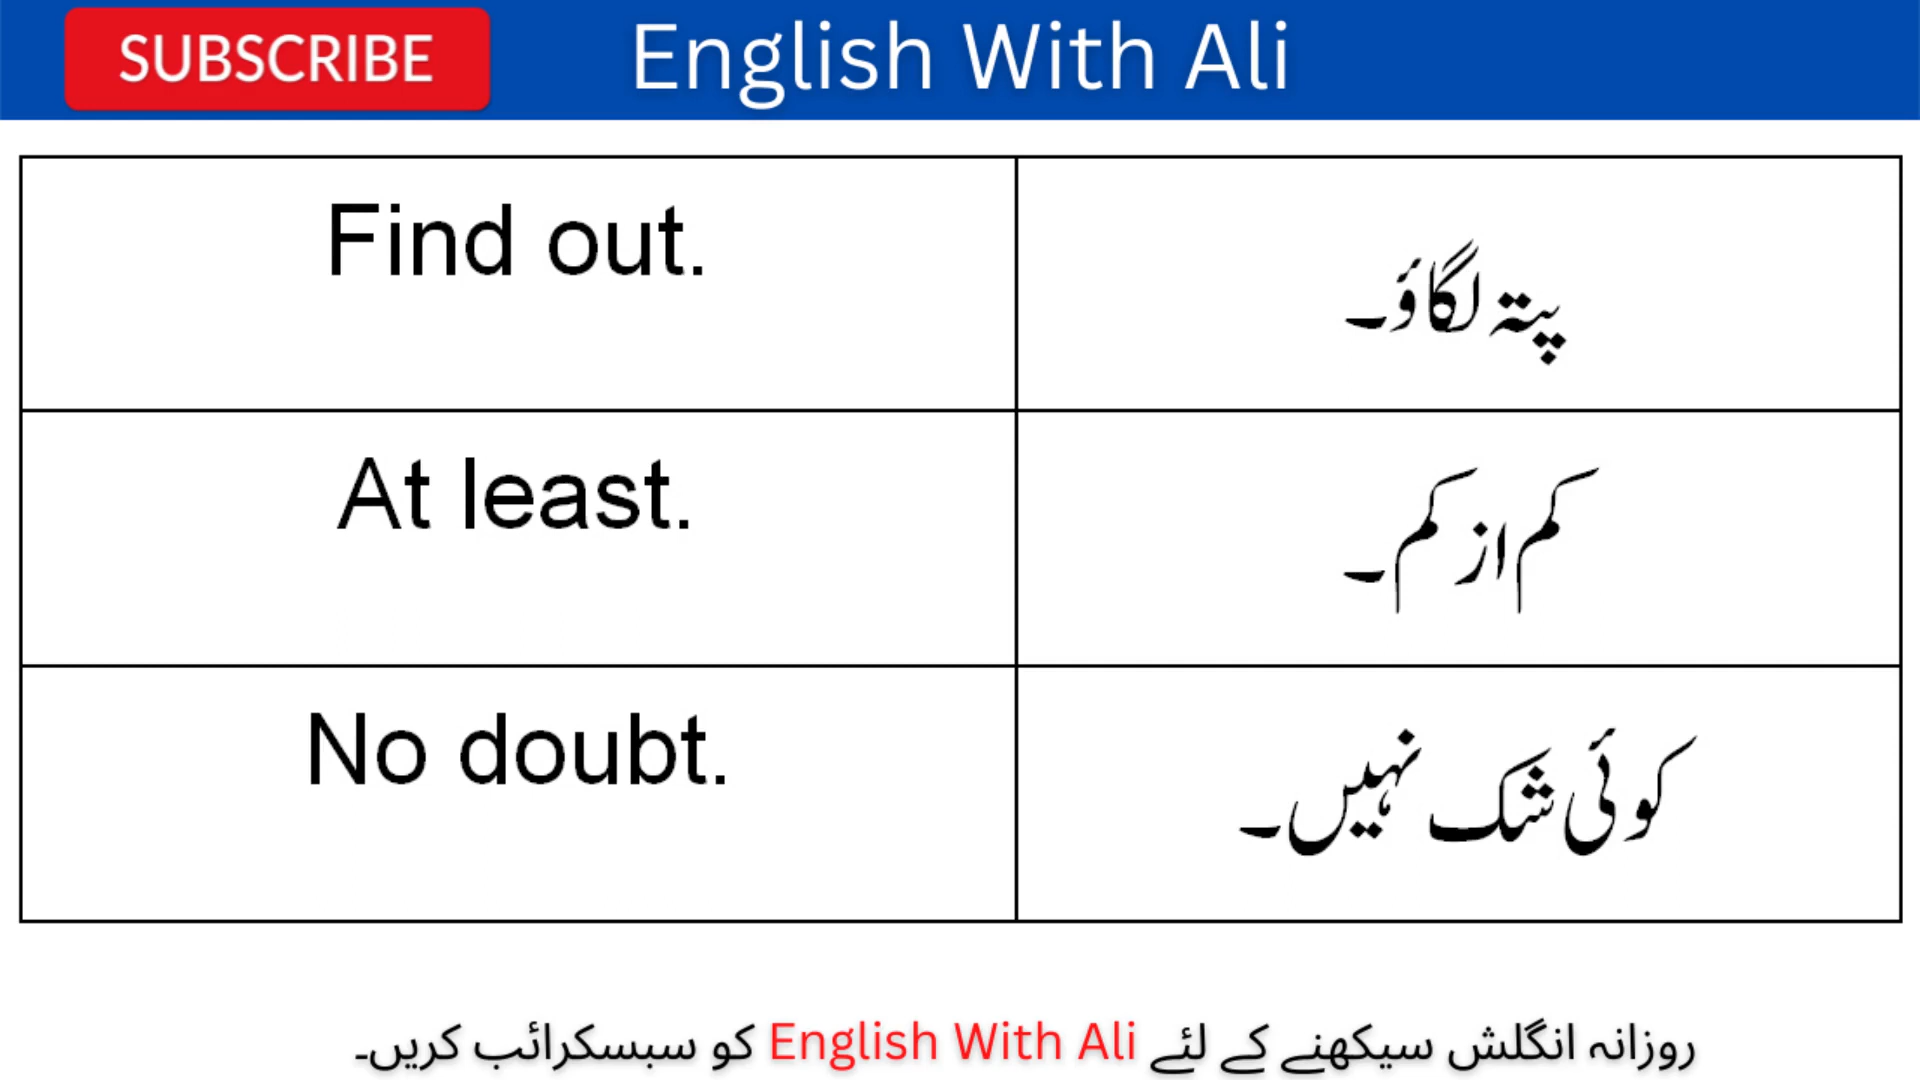 SUBSCRIBE
English With Ali
Find out.
پتہ لگاؤ۔
At least.
کم از کم۔
No doubt.
کوئی شک نہیں۔
روزانہ انگلش سیکھنے کے لئے English With Ali کو سبسکرائب کریں۔